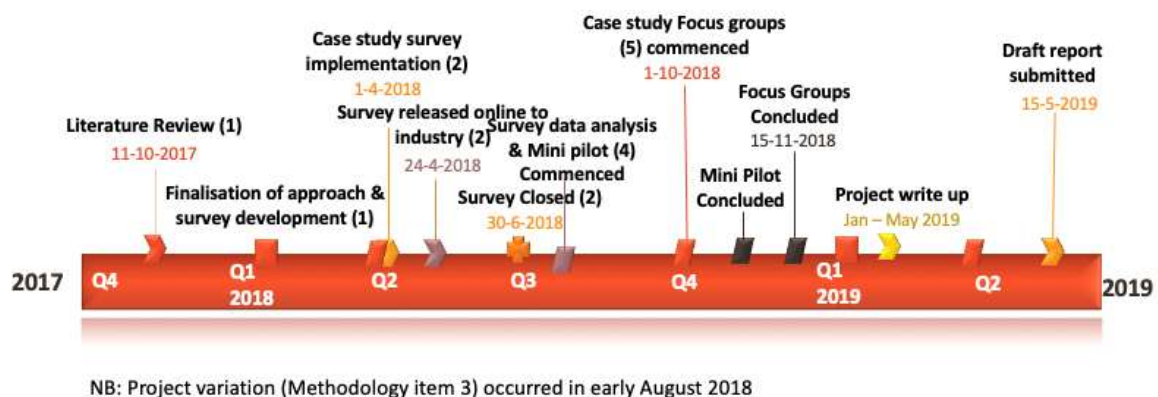 Literature Review (1)
11-10-2017
Finalisation of approach &
survey development (1)
Case study survey
implementation (2)
1-4-2018
Survey released online to
industry (2)
24-4-2018
Survey data analysis
& Mini pilot (4)
Commenced
Survey Closed (2)
30-6-2018
Case study Focus groups
(5) commenced
1-10-2018
Mini Pilot
Concluded
Focus Groups
Concluded
15-11-2018
Project write up
Jan – May 2019
Draft report
submitted
15-5-2019
2017
Q4
Q1
2018
Q2
Q3
Q4
Q1
2019
Q2
2019
NB: Project variation (Methodology item 3) occurred in early August 2018